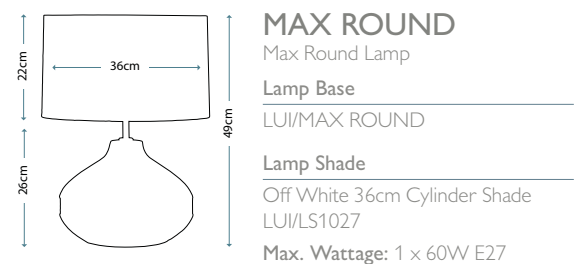 22cm
36cm
49cm
26cm
MAX ROUND
Max Round Lamp
Lamp Base
LUI/MAX ROUND
Lamp Shade
Off White 36cm Cylinder Shade
LUI/LS1027
Max. Wattage: 1 x 60W E27